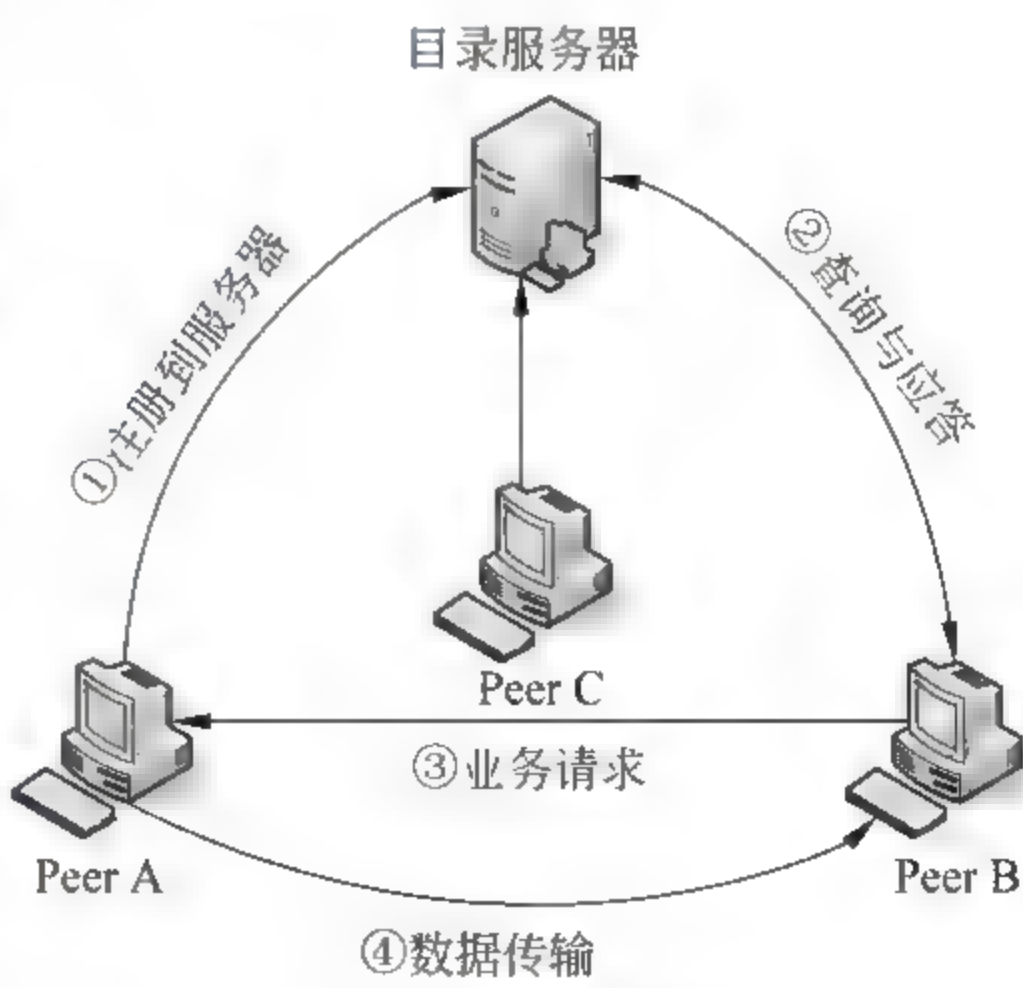 目录服务器
①注册到服务器
②查询与应答
Peer C
③业务请求
Peer A
Peer B
④数据传输